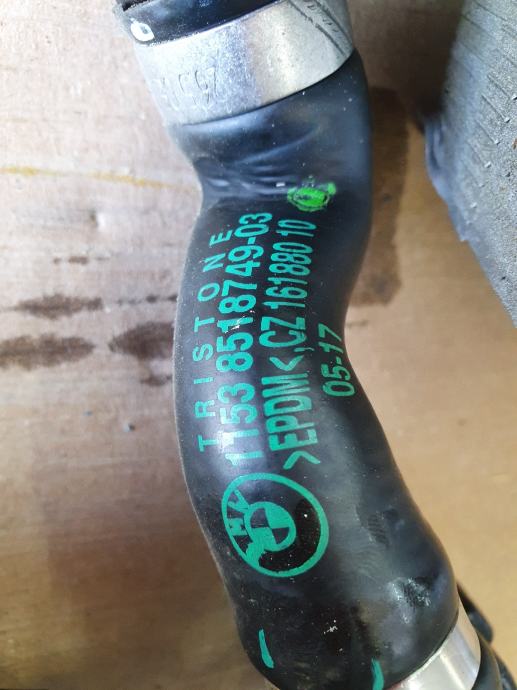 TRISTONE
1153 8518749-03
>EPDM<,CZ 161880 10
05-17